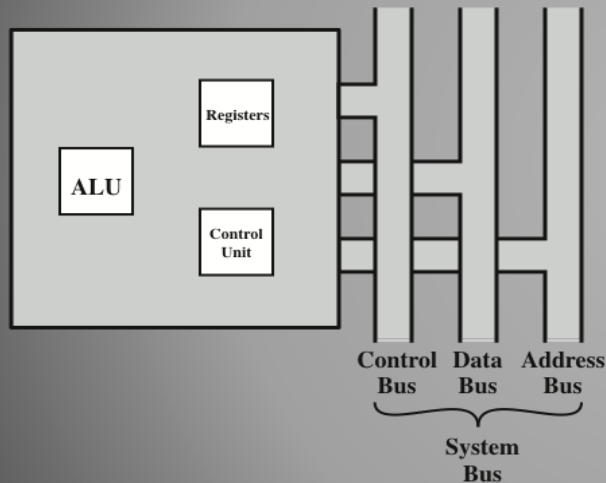 Registers
ALU
Control
Unit
Control Data Address
Bus Bus Bus
System
Bus